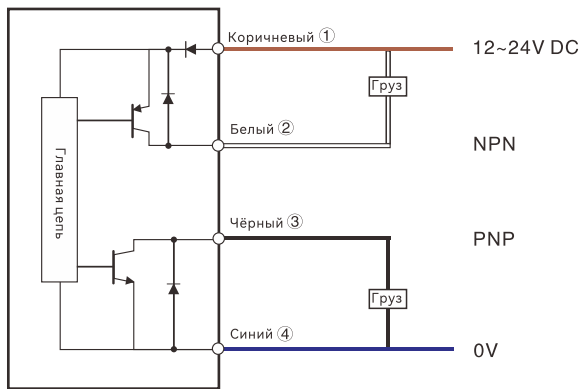 Коричневый ①
12~24V DC
Груз
Белый ②
NPN
Главная цепь
Чёрный ③
PNP
Груз
Синий ④
0V